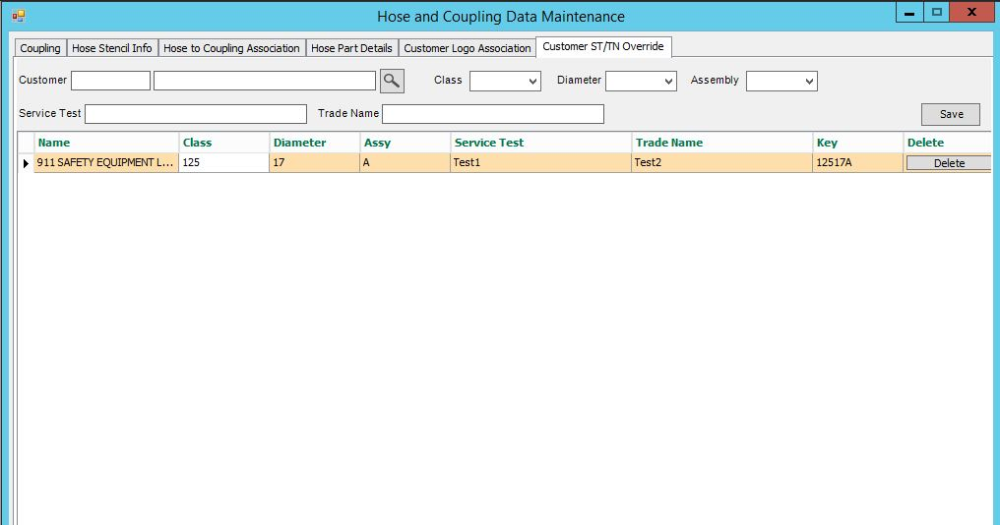 Hose and Coupling Data Maintenance
Coupling Hose Stencil Info Hose to Coupling Association Hose Part Details Customer Logo Association Customer ST/TN Override
Customer Class Diameter Assembly
Service Test Trade Name Save
Name Class Diameter Assy Service Test Trade Name Key Delete
911 SAFETY EQUIPMENT L... 125 17 A Test1 Test2 12517A Delete